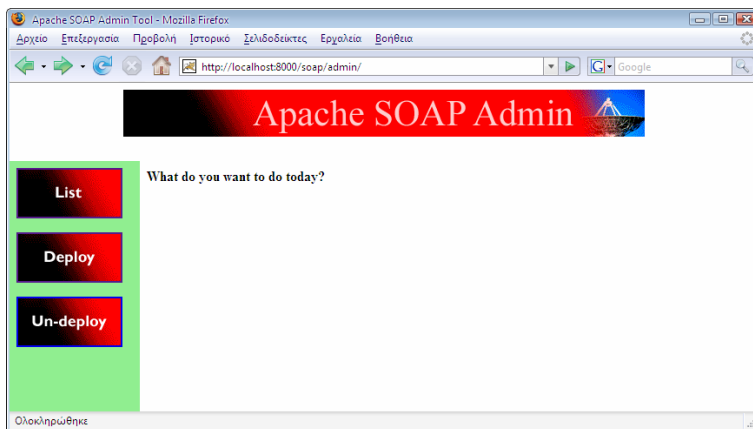 Apache SOAP Admin Tool - Mozilla Firefox
Αρχείο Επεξεργασία Προβολή Ιστορικό Σελιδοδείκτες Εργαλεία Βοήθεια
http://localhost:8000/soap/admin/
G Google
Apache SOAP Admin
What do you want to do today?
List
Deploy
Un-deploy
Ολοκληρώθηκε